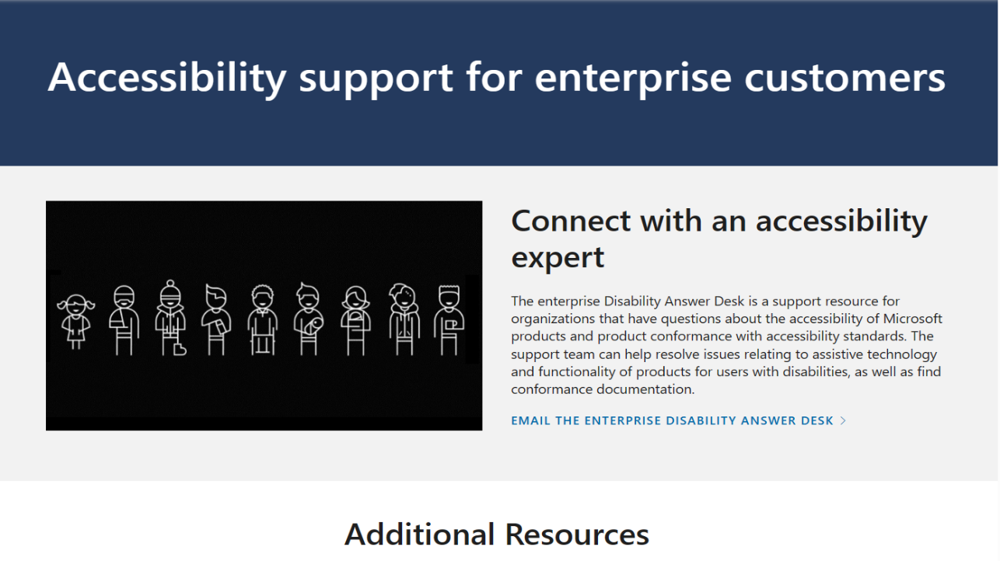 Accessibility support for enterprise customers
Connect with an accessibility
expert
The enterprise Disability Answer Desk is a support resource for
organizations that have questions about the accessibility of Microsoft
products and product conformance with accessibility standards. The
support team can help resolve issues relating to assistive technology
and functionality of products for users with disabilities, as well as find
conformance documentation.
EMAIL THE ENTERPRISE DISABILITY ANSWER DESK >
Additional Resources